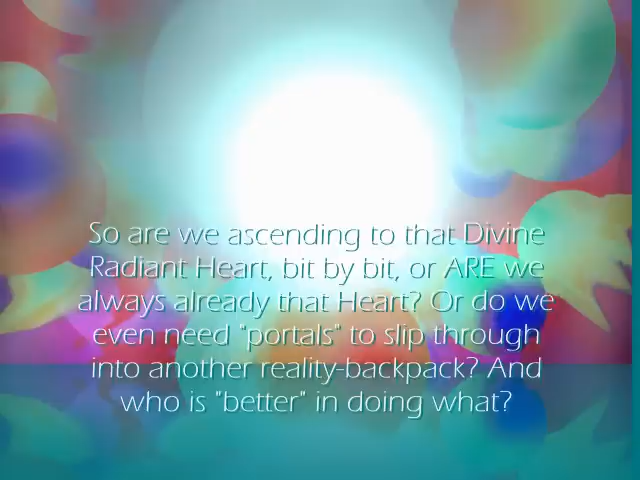 So are we ascending to that Divine
Radiant Heart, bit by bit, or ARE we
always already that Heart? Or do we
even need "portals" to slip through
into another reality-backpack? And
who is "better" in doing what?